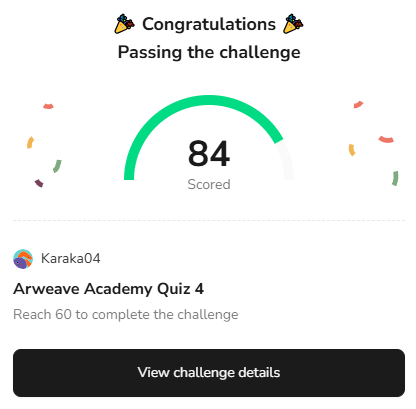 Congratulations
Passing the challenge
84
Scored
Karaka04
Arweave Academy Quiz 4
Reach 60 to complete the challenge
View challenge details